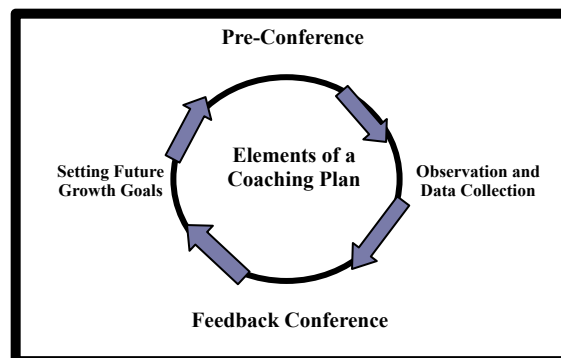 Pre-Conference
Elements of a
Coaching Plan
Setting Future
Growth Goals
Observation and
Data Collection
Feedback Conference